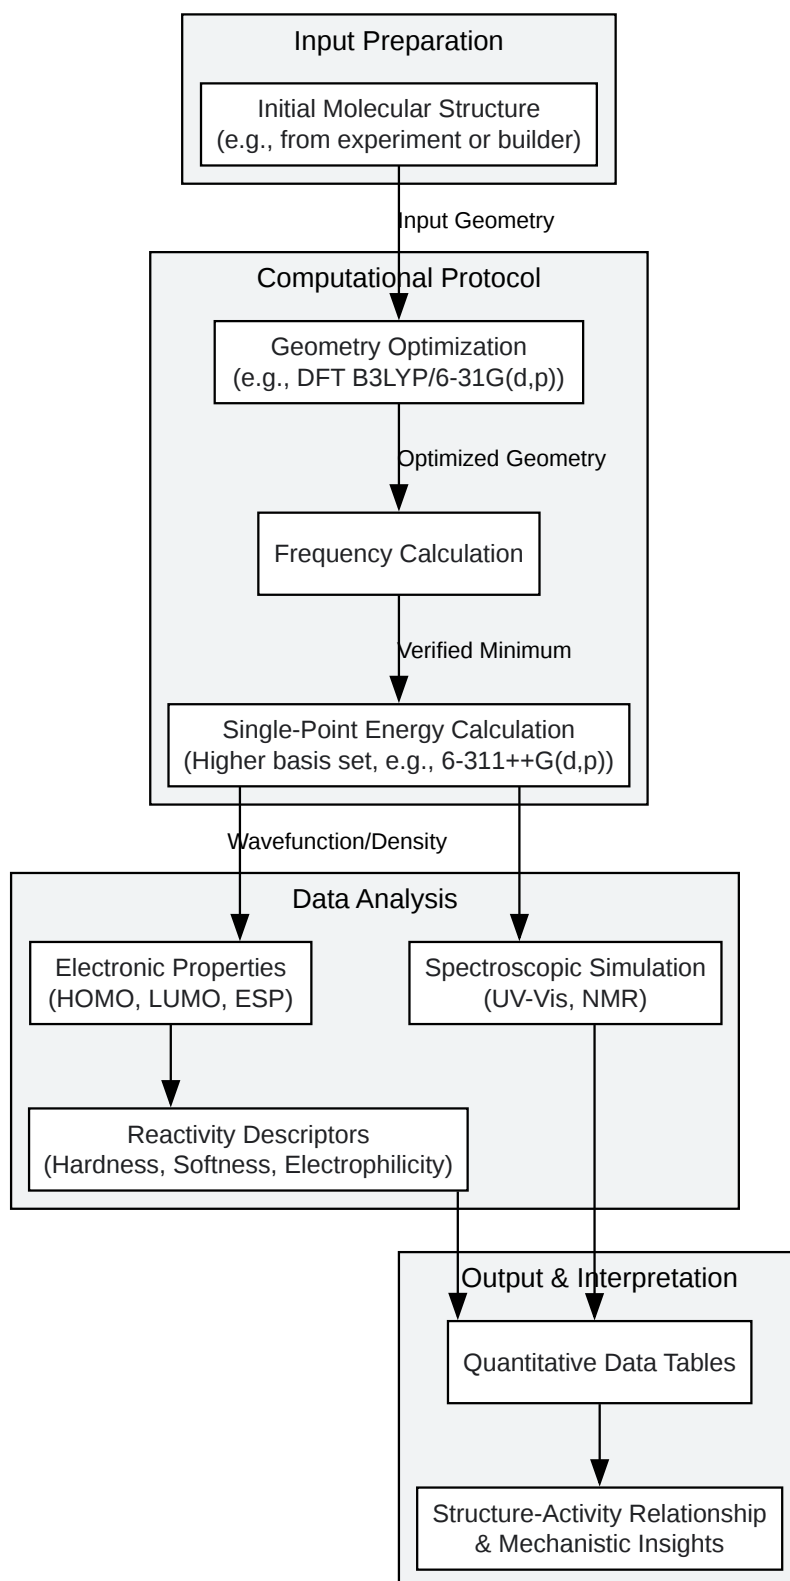 Input Preparation
Initial Molecular Structure
(e.g., from experiment or builder)
Input Geometry
Computational Protocol
Geometry Optimization
(e.g., DFT B3LYP/6-31G(d,p))
Optimized Geometry
Frequency Calculation
Verified Minimum
Single-Point Energy Calculation
(Higher basis set, e.g., 6-311++G(d,p))
Wavefunction/Density
Data Analysis
Electronic Properties
(HOMO, LUMO, ESP)
Spectroscopic Simulation
(UV-Vis, NMR)
Reactivity Descriptors
(Hardness, Softness, Electrophilicity)
Output & Interpretation
Quantitative Data Tables
Structure-Activity Relationship
& Mechanistic Insights